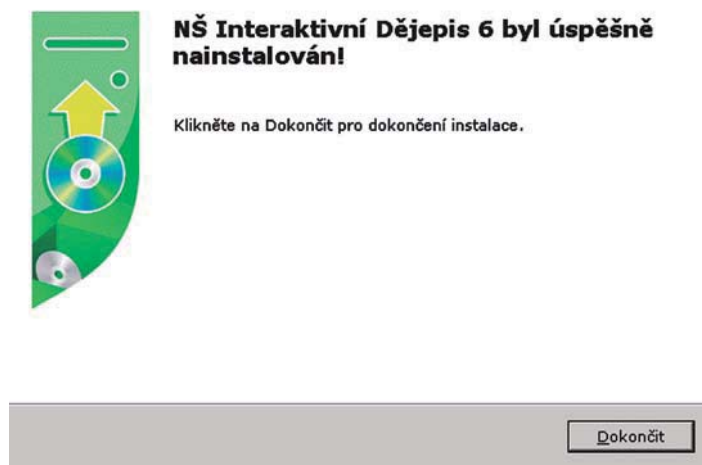 NŠ Interaktivní Dějepis 6 byl úspěšně
nainstalován!
Klikněte na Dokončit pro dokončení instalace.
Dokončit